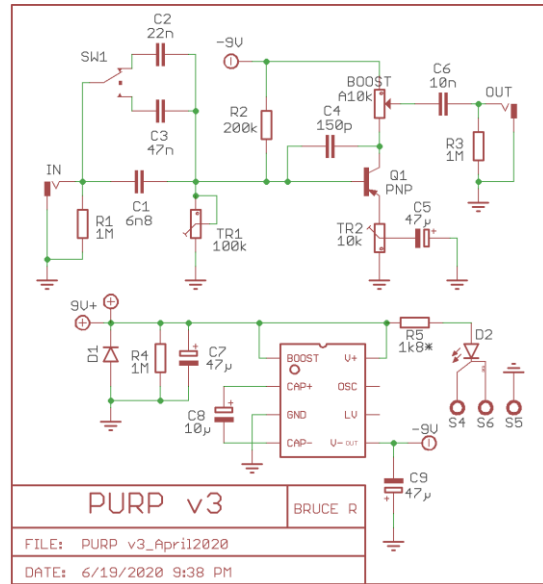 C2
22n
SW1
C3
47n
-9V
R2
200k
C4
150p
BOOST
A10k
C6
10n
OUT
R3
1M
Q1
PNP
IN
R1
1M
C1
6n8
TR1
100k
TR2
10k
C5
47µ
+
9V+
D1
R4
1M
C7
47µ
+
BOOST
V+
CAP+
OSC
GND
LV
CAP-
V-OUT
C8
10µ
+
R5
1k8*
D2
S4
S6
S5
-9V
C9
47µ
+
PURP v3
BRUCE R
FILE: PURP v3_April2020
DATE: 6/19/2020 9:38 PM